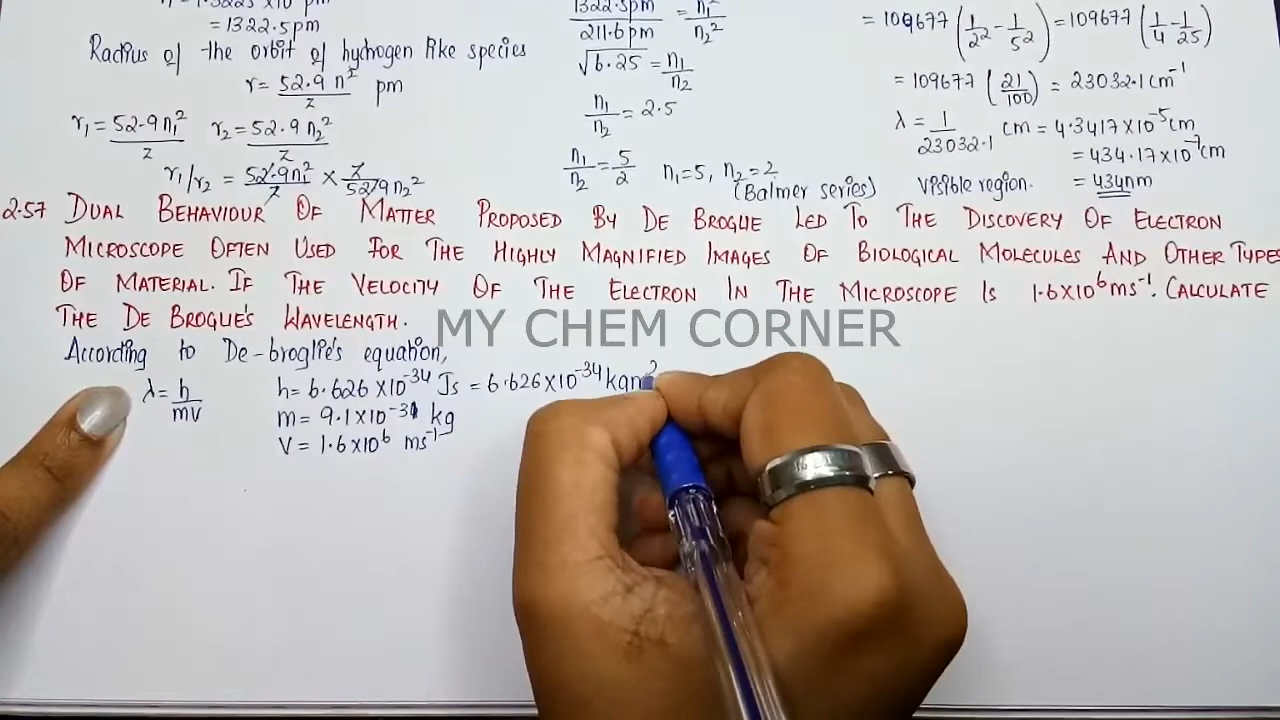 = 1322.5pm
Radius of the orbit of hydrogen like species
r = 52.9 n² / z pm
r₁ = 52.9 n₁² / z r₂ = 52.9 n₂² / z
r₁/r₂ = 52.9n₁² / z × z / 52.9 n₂²
1322.5pm / 211.6pm = n₁² / n₂²
√6.25 = n₁ / n₂
n₁ / n₂ = 2.5
n₁ / n₂ = 5 / 2 n₁=5, n₂=2
(Balmer series)
= 109677 (1/2² - 1/5²) = 109677 (1/4 - 1/25)
= 109677 (21/100) = 23032.1 cm⁻¹
λ = 1 / 23032.1 cm = 4.3417×10⁻⁵cm
= 434.17×10⁻⁷cm
visible region. = 434nm
2.57 DUAL BEHAVIOUR OF MATTER PROPOSED BY DE BROGLIE LED TO THE DISCOVERY OF ELECTRON
MICROSCOPE OFTEN USED FOR THE HIGHLY MAGNIFIED IMAGES OF BIOLOGICAL MOLECULES AND OTHER TYPES
OF MATERIAL. IF THE VELOCITY OF THE ELECTRON IN THE MICROSCOPE IS 1.6×10⁶ms⁻¹. CALCULATE
THE DE BROGLIE'S WAVELENGTH.
MY CHEM CORNER
According to De-broglie's equation,
λ = h / mv h = 6.626×10⁻³⁴ Js = 6.626×10⁻³⁴ kgm²
m = 9.1×10⁻³¹ kg
V = 1.6×10⁶ ms⁻¹